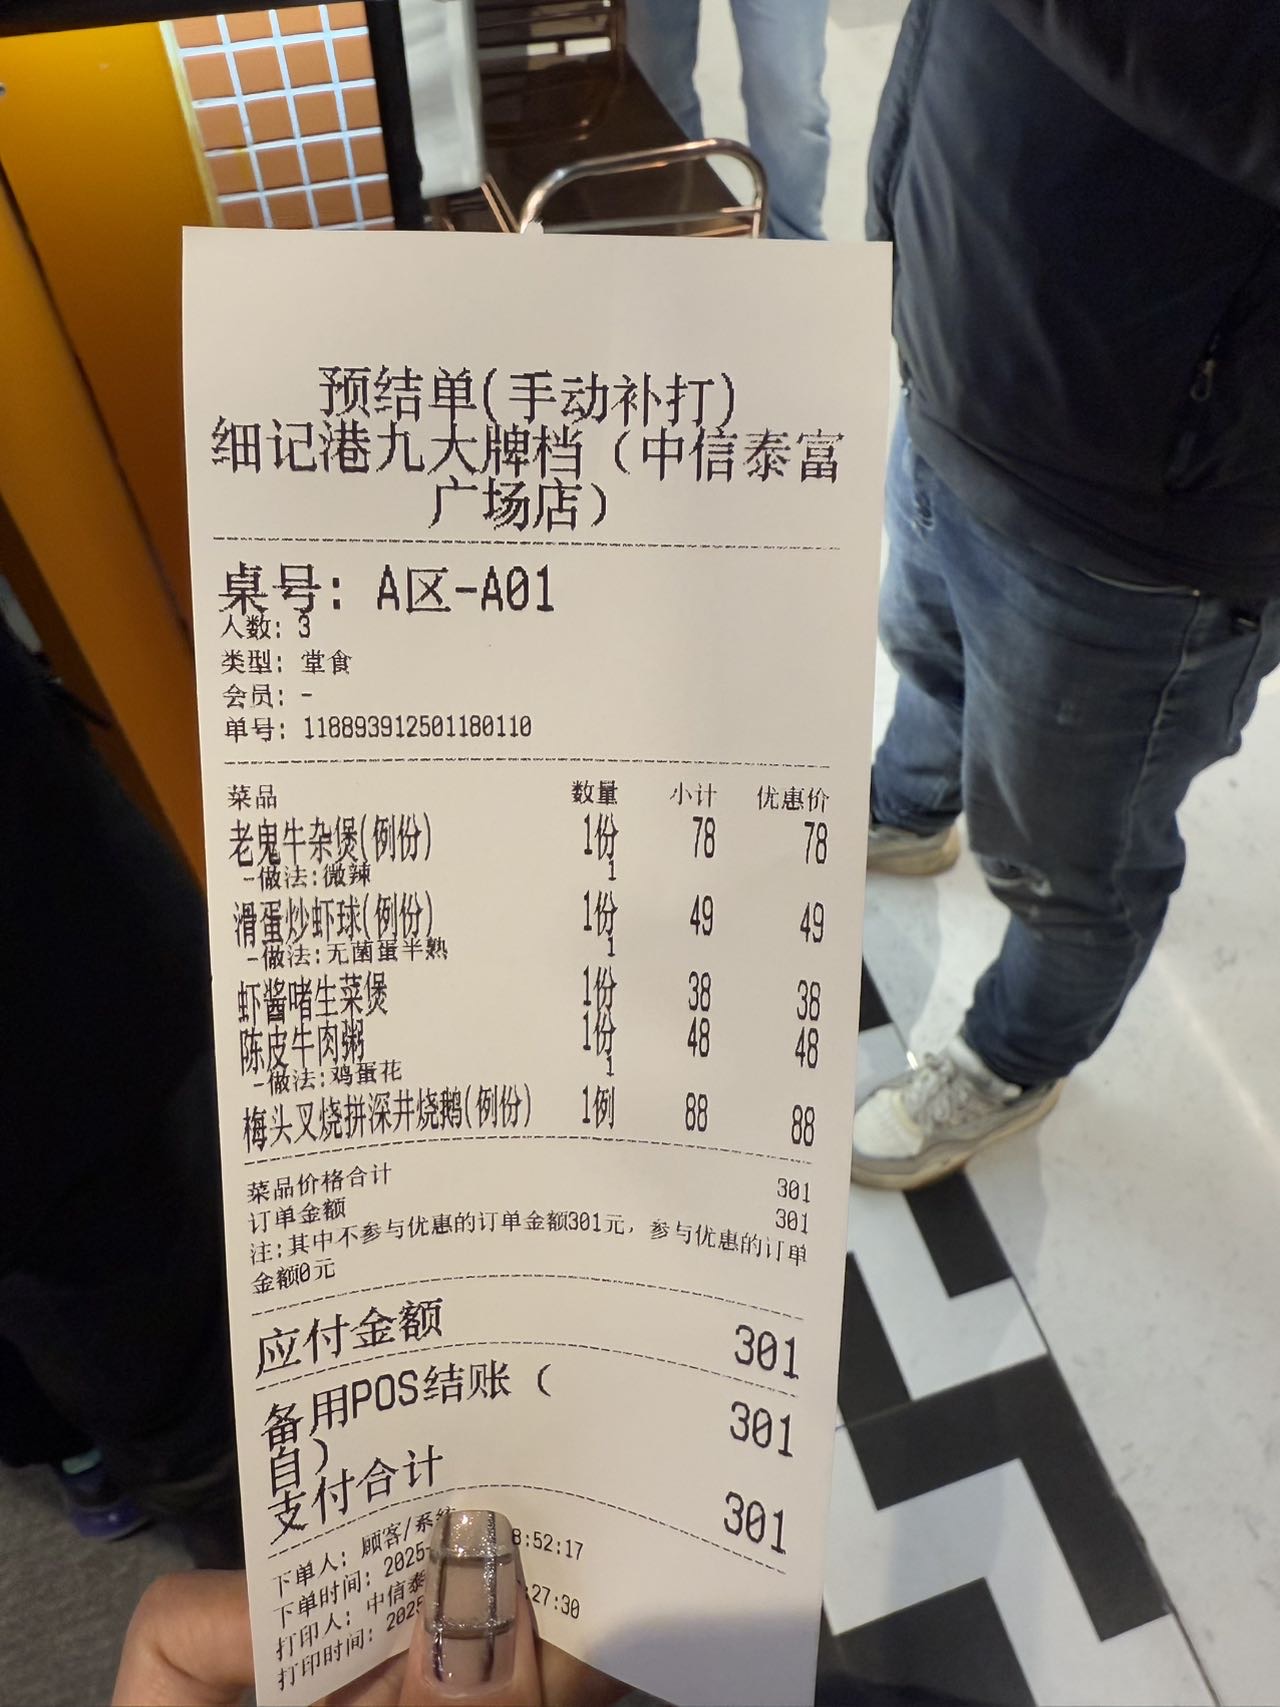 预结单(手动补打)
细记港九大牌档（中信泰富
广场店）
桌号: A区-A01
人数: 3
类型: 堂食
会员: -
单号: 118893912501180110
菜品 数量 小计 优惠价
老鬼牛杂煲(例份) 1份 78 78
-做法:微辣 1
滑蛋炒虾球(例份) 1份 49 49
-做法:无菌蛋半熟 1
虾酱啫生菜煲 1份 38 38
陈皮牛肉粥 1份 48 48
-做法:鸡蛋花 1
梅头叉烧拼深井烧鹅(例份) 1例 88 88
菜品价格合计 301
订单金额 301
注:其中不参与优惠的订单金额301元，参与优惠的订单
金额0元
应付金额 301
备用POS结账（ 301
自）
支付合计 301
下单人: 顾客/系统
下单时间: 2025- 8:52:17
打印人: 中信泰
打印时间: 2025 :27:30